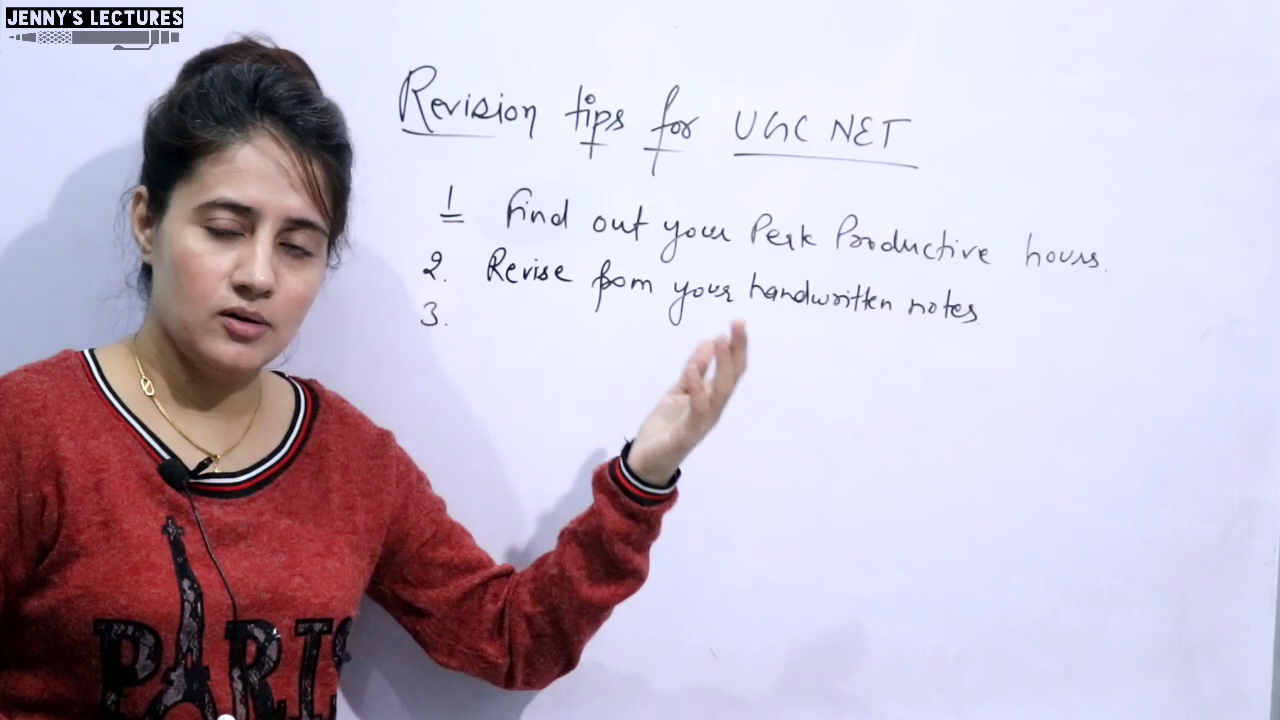 JENNY'S LECTURES
Revision tips for UGC NET
1 Find out your Peak Productive hours.
2. Revise from your handwritten notes
3.
PARIS